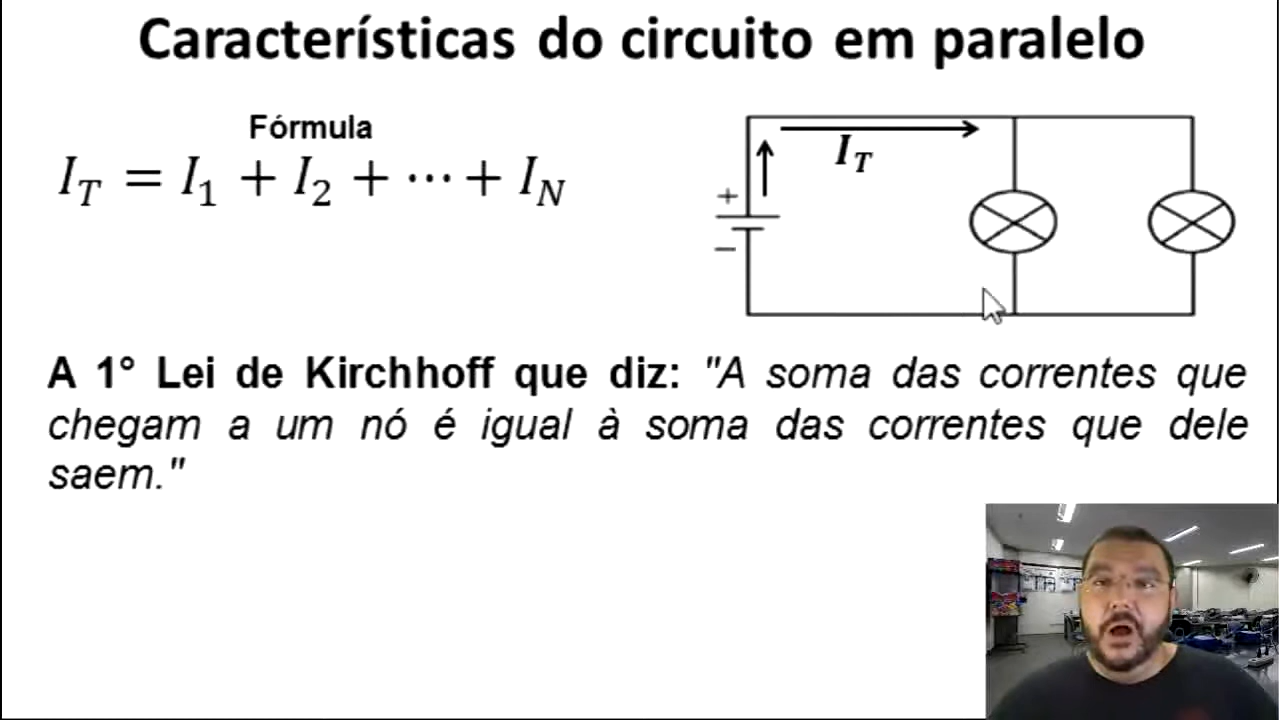 Características do circuito em paralelo
Fórmula
I_T = I_1 + I_2 + ⋯ + I_N
I_T
+
−
A 1° Lei de Kirchhoff que diz: "A soma das correntes que
chegam a um nó é igual à soma das correntes que dele
saem."